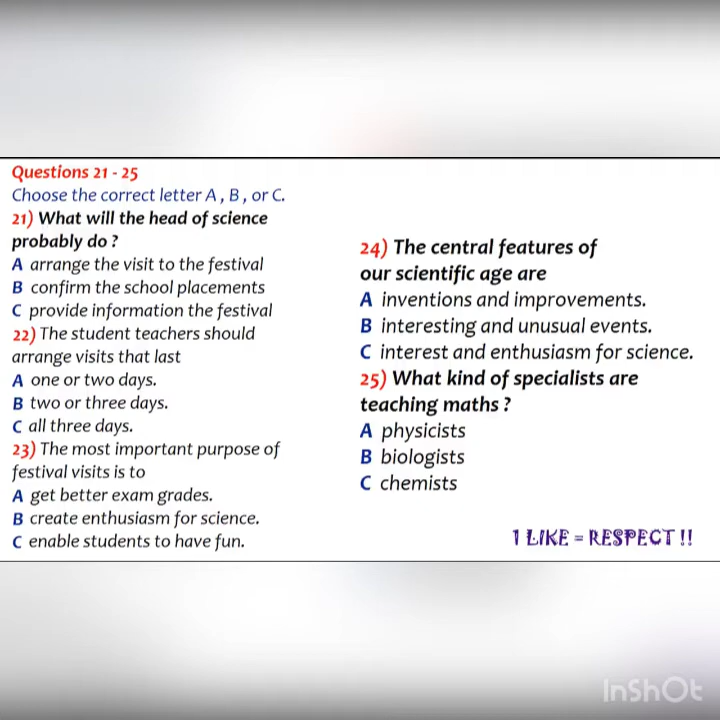 Questions 21 - 25
Choose the correct letter A , B , or C.
21) What will the head of science
probably do ?
A arrange the visit to the festival
B confirm the school placements
C provide information the festival
22) The student teachers should
arrange visits that last
A one or two days.
B two or three days.
C all three days.
23) The most important purpose of
festival visits is to
A get better exam grades.
B create enthusiasm for science.
C enable students to have fun.
24) The central features of
our scientific age are
A inventions and improvements.
B interesting and unusual events.
C interest and enthusiasm for science.
25) What kind of specialists are
teaching maths ?
A physicists
B biologists
C chemists
1 LIKE = RESPECT !!
InShOt